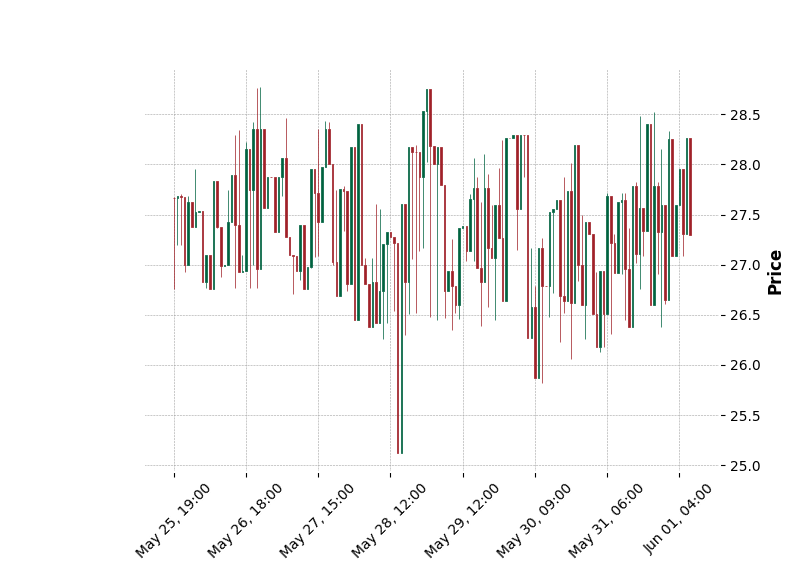 28.5
28.0
27.5
27.0
26.5
26.0
25.5
25.0
Price
May 25, 19:00
May 26, 18:00
May 27, 15:00
May 28, 12:00
May 29, 12:00
May 30, 09:00
May 31, 06:00
Jun 01, 04:00